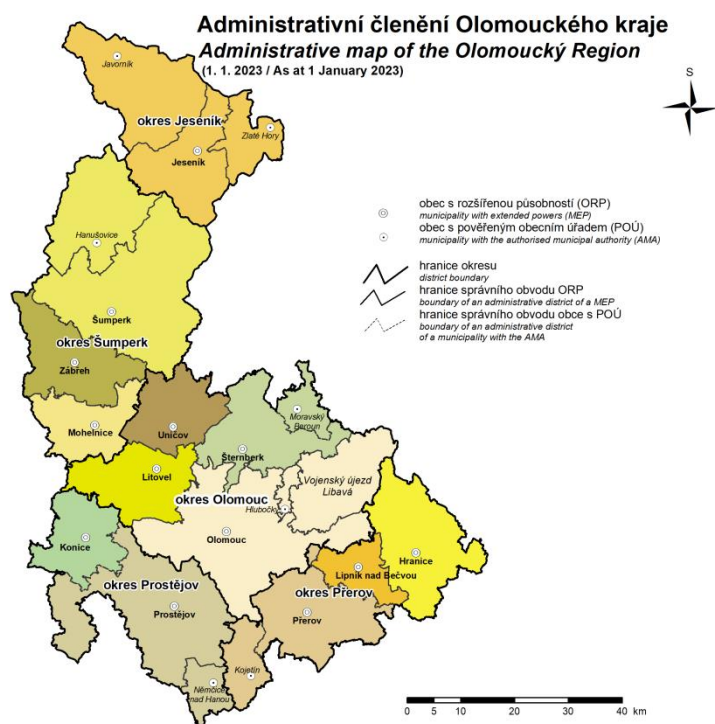 Administrativní členění Olomouckého kraje
Administrative map of the Olomoucký Region
(1. 1. 2023 / As at 1 January 2023)
S
Javorník
okres Jeseník
Zlaté Hory
Jeseník
obec s rozšířenou působností (ORP)
municipality with extended powers (MEP)
obec s pověřeným obecním úřadem (POÚ)
municipality with the authorised municipal authority (AMA)
hranice okresu
district boundary
hranice správního obvodu ORP
boundary of an administrative district of a MEP
hranice správního obvodu obce s POÚ
boundary of an administrative district
of a municipality with the AMA
Hanušovice
Šumperk
okres Šumperk
Zábřeh
Mohelnice
Uničov
Moravský
Beroun
Šternberk
Litovel
Vojenský újezd
Libavá
okres Olomouc
Hlubočky
Olomouc
Konice
Hranice
Lipník nad Bečvou
okres Prostějov
okres Přerov
Prostějov
Přerov
Kojetín
Němčice
nad Hanou
0 5 10 20 30 40 km